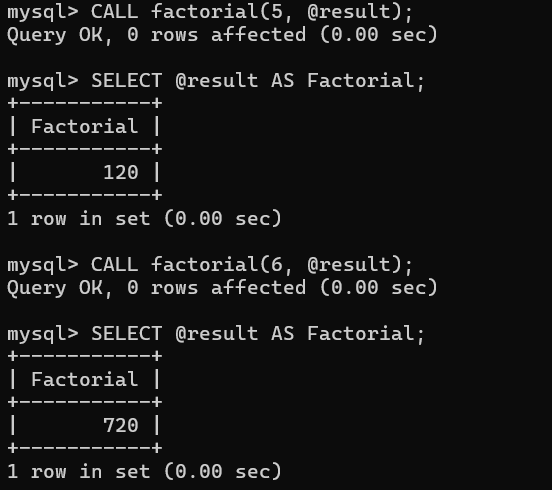 mysql> CALL factorial(5, @result);
Query OK, 0 rows affected (0.00 sec)
mysql> SELECT @result AS Factorial;
+-----------+
| Factorial |
+-----------+
|       120 |
+-----------+
1 row in set (0.00 sec)
mysql> CALL factorial(6, @result);
Query OK, 0 rows affected (0.00 sec)
mysql> SELECT @result AS Factorial;
+-----------+
| Factorial |
+-----------+
|       720 |
+-----------+
1 row in set (0.00 sec)